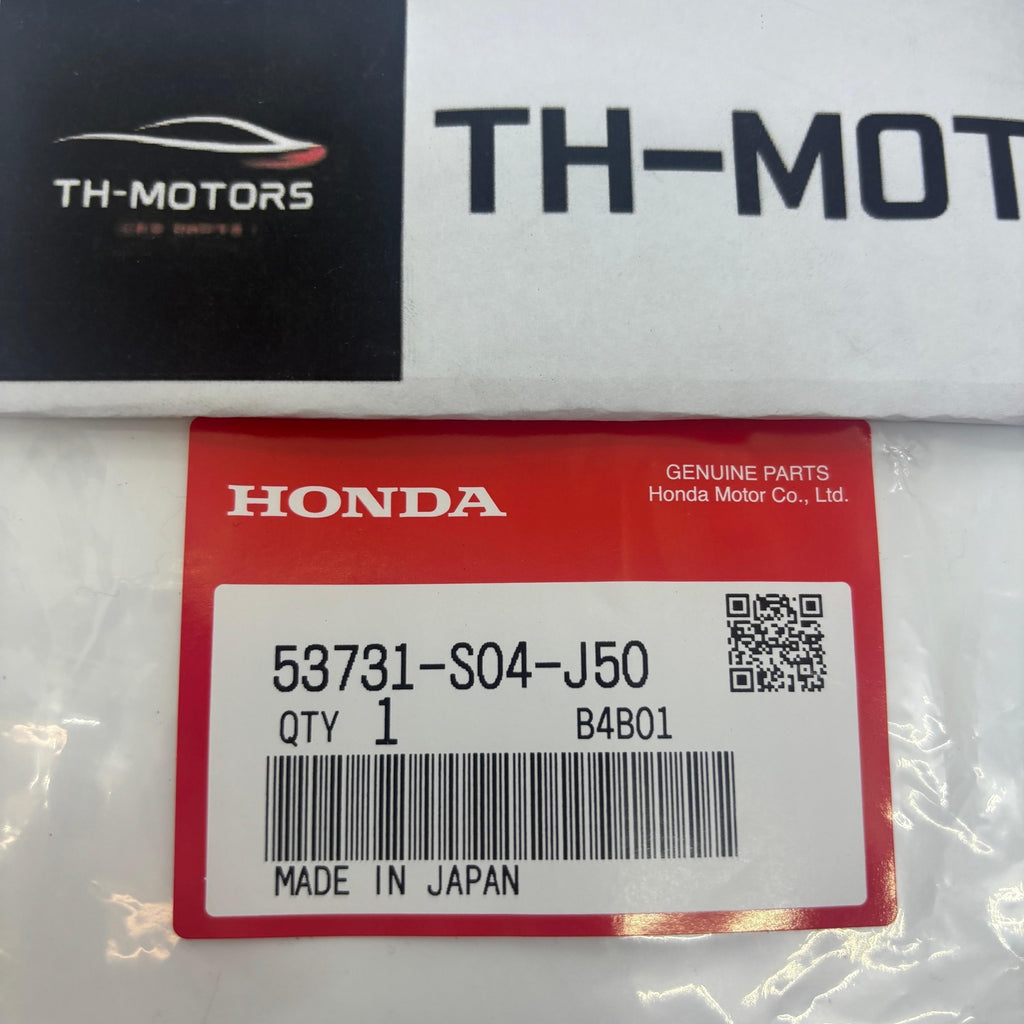 TH-MOTORS
TH-MOT
HONDA
GENUINE PARTS
Honda Motor Co., Ltd.
53731-S04-J50
QTY 1 B4B01
MADE IN JAPAN